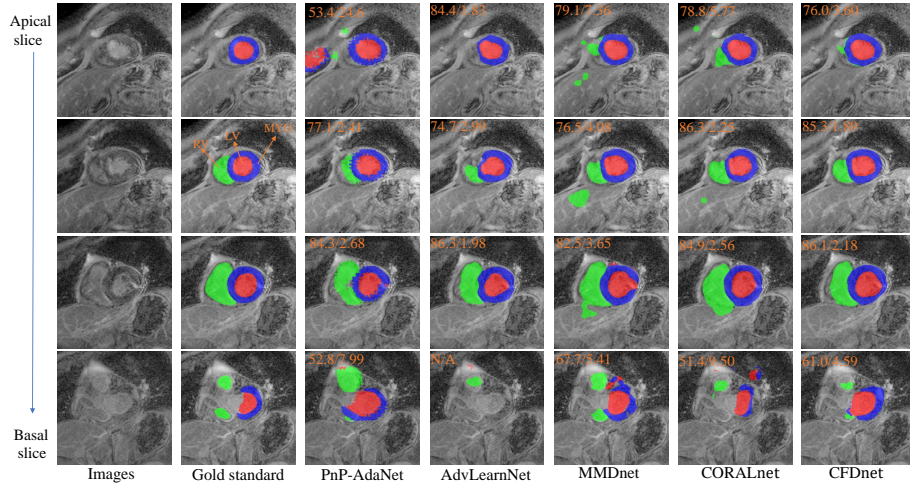 Apical
slice
53.4/24.6
84.4/1.83
79.1/7.56
78.8/5.77
76.0/3.60
77.1/2.41
74.7/2.99
76.5/4.08
86.3/2.73
85.3/1.89
RV
LV
MYO
84.3/2.68
86.3/1.98
82.5/3.65
84.9/2.56
86.1/2.18
52.8/7.99
N/A
67.7/5.41
51.4/9.50
61.0/4.59
Basal
slice
Images
Gold standard
PnP-AdaNet
AdvLearnNet
MMDnet
CORALnet
CFDnet